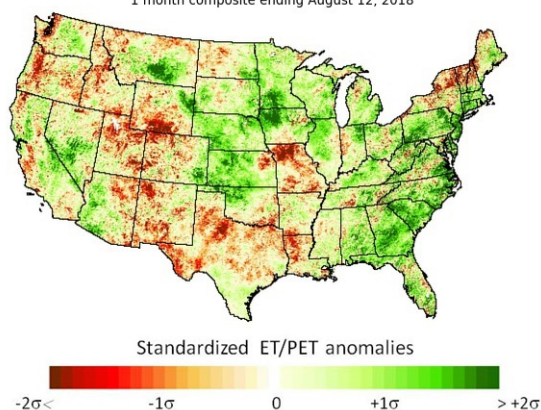 1 month composite ending August 12, 2018
Standardized ET/PET anomalies
-2σ< -1σ 0 +1σ > +2σ